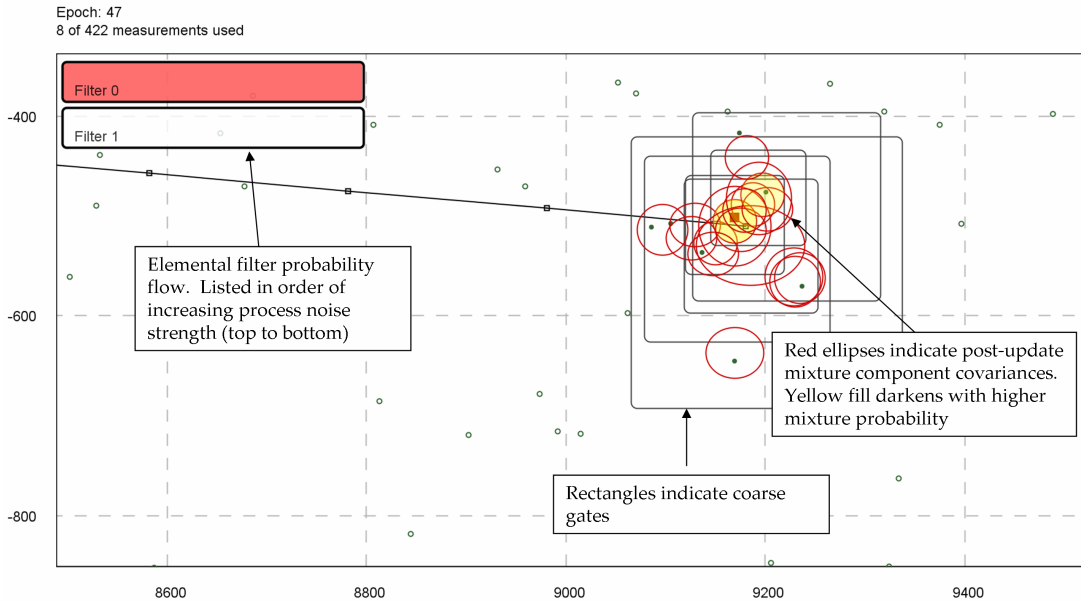 Epoch: 47
8 of 422 measurements used
Filter 0
Filter 1
-400
-600
-800
Elemental filter probability
flow.  Listed in order of
increasing process noise
strength (top to bottom)
Red ellipses indicate post-update
mixture component covariances.
Yellow fill darkens with higher
mixture probability
Rectangles indicate coarse
gates
8600
8800
9000
9200
9400